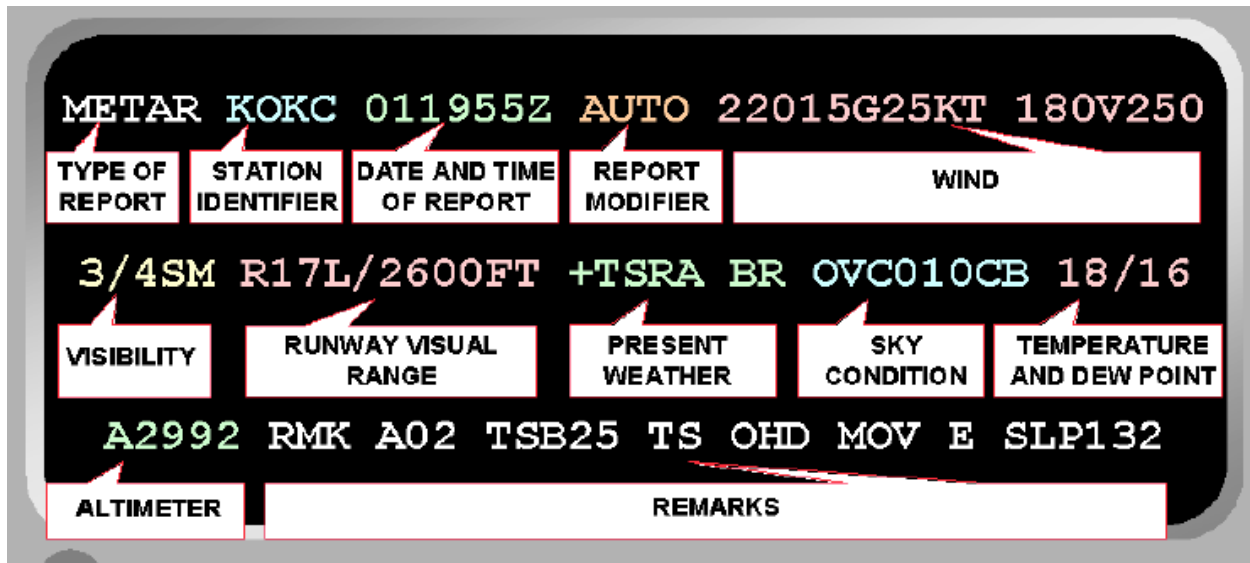 METAR KOKC 011955Z AUTO 22015G25KT 180V250
TYPE OF REPORT
STATION IDENTIFIER
DATE AND TIME OF REPORT
REPORT MODIFIER
WIND
3/4SM R17L/2600FT +TSRA BR OVC010CB 18/16
VISIBILITY
RUNWAY VISUAL RANGE
PRESENT WEATHER
SKY CONDITION
TEMPERATURE AND DEW POINT
A2992 RMK A02 TSB25 TS OHD MOV E SLP132
ALTIMETER
REMARKS